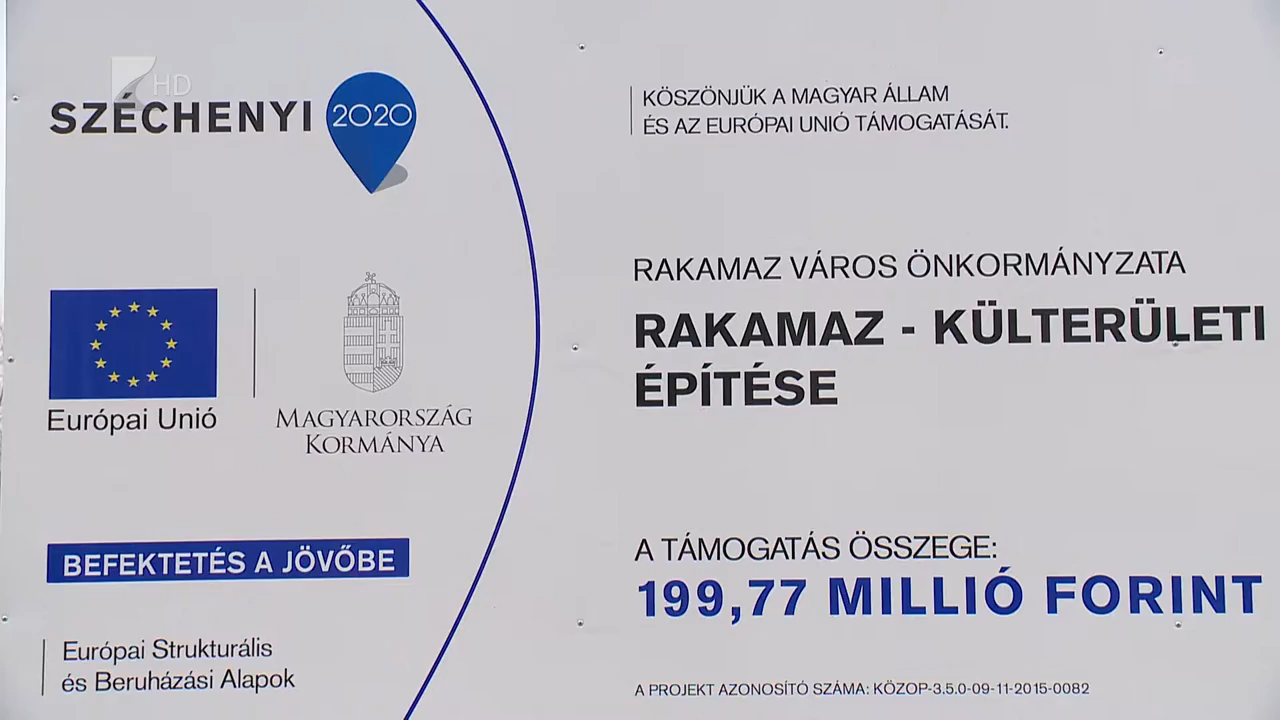 HD
SZÉCHENYI 2020
KÖSZÖNJÜK A MAGYAR ÁLLAM
ÉS AZ EURÓPAI UNIÓ TÁMOGATÁSÁT.
Európai Unió
MAGYARORSZÁG
KORMÁNYA
RAKAMAZ VÁROS ÖNKORMÁNYZATA
RAKAMAZ - KÜLTERÜLETI
ÉPÍTÉSE
BEFEKTETÉS A JÖVŐBE
Európai Strukturális
és Beruházási Alapok
A TÁMOGATÁS ÖSSZEGE:
199,77 MILLIÓ FORINT
A PROJEKT AZONOSÍTÓ SZÁMA: KÖZOP-3.5.0-09-11-2015-0082